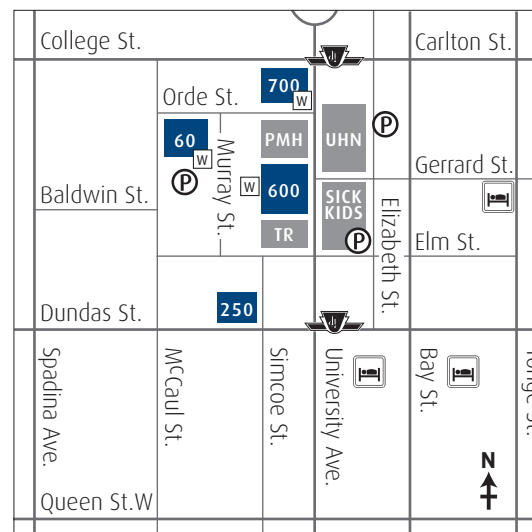 College St.
Carlton St.
Orde St.
700
W
60
W
P
Murray St.
PMH
UHN
P
Gerrard St.
Baldwin St.
W
600
SICK
KIDS
P
TR
Elizabeth St.
Elm St.
250
Dundas St.
Spadina Ave.
McCaul St.
Simcoe St.
University Ave.
Bay St.
N
Queen St.W